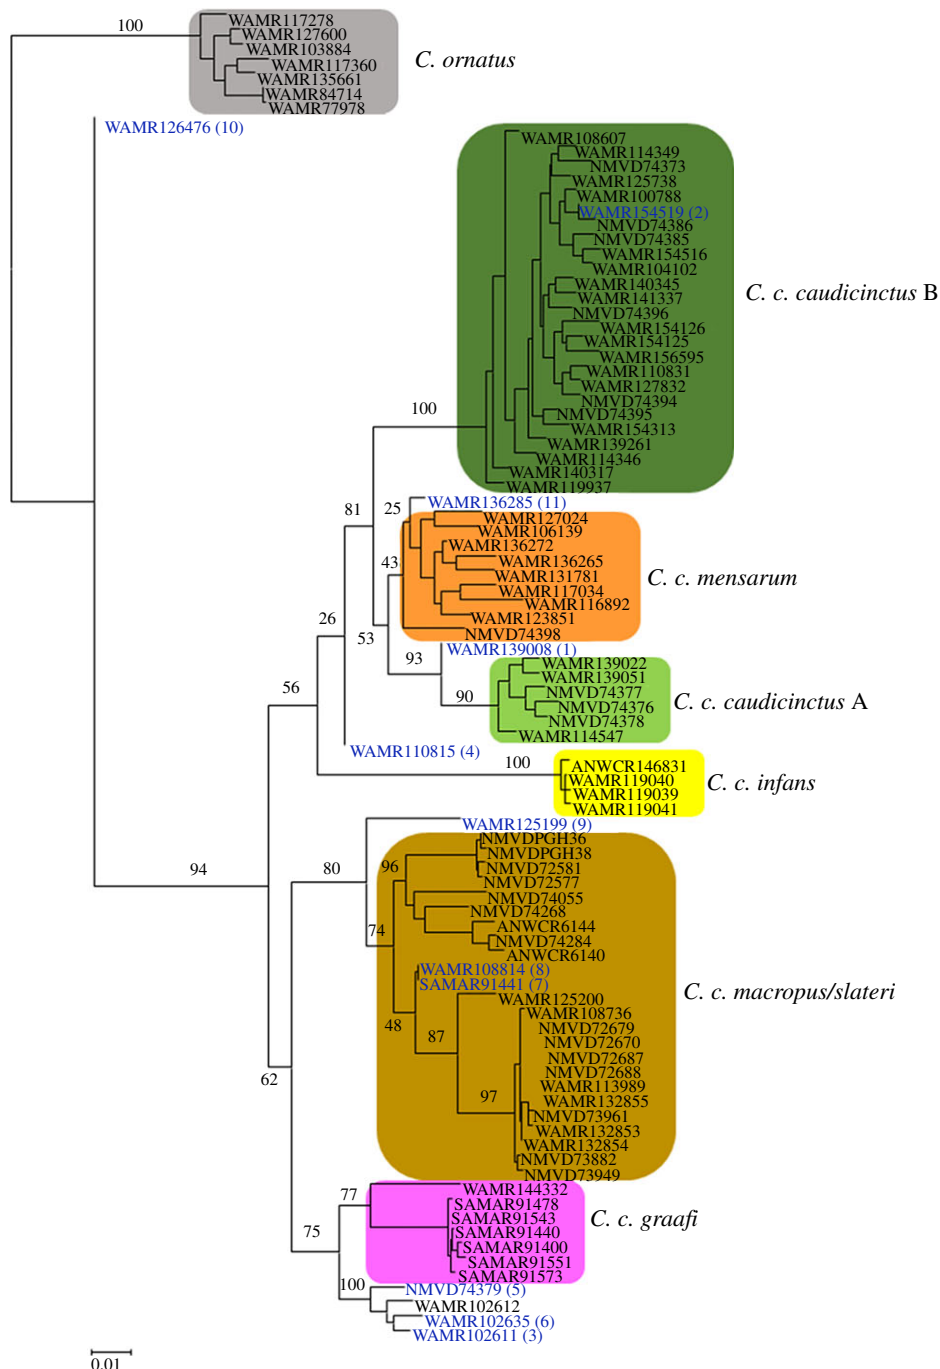 100
WAMR117278
WAMR127600
WAMR103884
WAMR117360
WAMR135661
WAMR84714
WAMR77978
C. ornatus
WAMR126476 (10)
WAMR108607
WAMR114349
NMVD74373
WAMR125738
WAMR100788
WAMR154519 (2)
NMVD74386
NMVD74385
WAMR154516
WAMR104102
WAMR140345
WAMR141337
NMVD74396
WAMR154126
WAMR154125
WAMR156595
WAMR110831
WAMR127832
NMVD74394
NMVD74395
WAMR154313
WAMR139261
WAMR114346
WAMR140317
WAMR119937
C. c. caudicinctus B
100
81
25
WAMR136285 (11)
WAMR127024
WAMR106139
WAMR136272
WAMR136265
WAMR131781
WAMR117034
WAMR116892
WAMR123851
NMVD74398
C. c. mensarum
43
26
53
WAMR139008 (1)
93
WAMR139022
WAMR139051
NMVD74377
NMVD74376
NMVD74378
WAMR114547
C. c. caudicinctus A
90
56
WAMR110815 (4)
100
ANWCR146831
WAMR119040
WAMR119039
WAMR119041
C. c. infans
94
80
WAMR125199 (9)
96
NMVDPGH36
NMVDPGH38
NMVD72581
NMVD72577
NMVD74055
NMVD74268
ANWCR6144
NMVD74284
ANWCR6140
74
WAMR108814 (8)
SAMAR91441 (7)
WAMR125200
WAMR108736
NMVD72679
NMVD72670
NMVD72687
NMVD72688
WAMR113989
WAMR132855
NMVD73961
WAMR132853
WAMR132854
NMVD73882
NMVD73949
C. c. macropus/slateri
48
87
97
62
77
WAMR144332
SAMAR91478
SAMAR91543
SAMAR91440
SAMAR91400
SAMAR91551
SAMAR91573
C. c. graafi
75
100
NMVD74379 (5)
WAMR102612
WAMR102635 (6)
WAMR102611 (3)
0.01